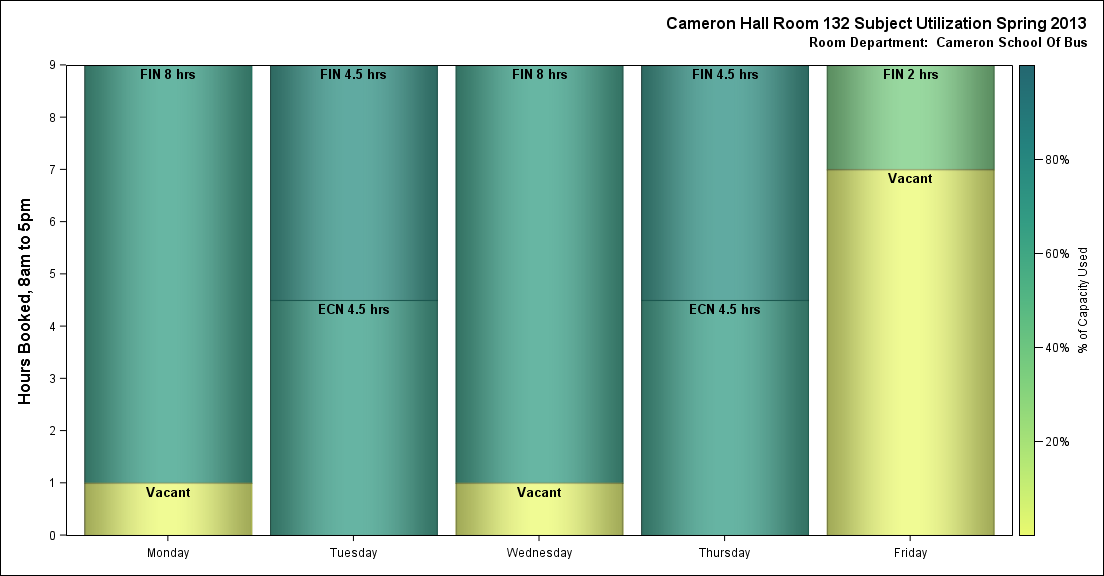 Cameron Hall Room 132 Subject Utilization Spring 2013
Room Department:  Cameron School Of Bus
Hours Booked, 8am to 5pm
9
8
7
6
5
4
3
2
1
0
FIN 8 hrs
Vacant
FIN 4.5 hrs
ECN 4.5 hrs
FIN 8 hrs
Vacant
FIN 4.5 hrs
ECN 4.5 hrs
FIN 2 hrs
Vacant
Monday
Tuesday
Wednesday
Thursday
Friday
80%
60%
40%
20%
% of Capacity Used